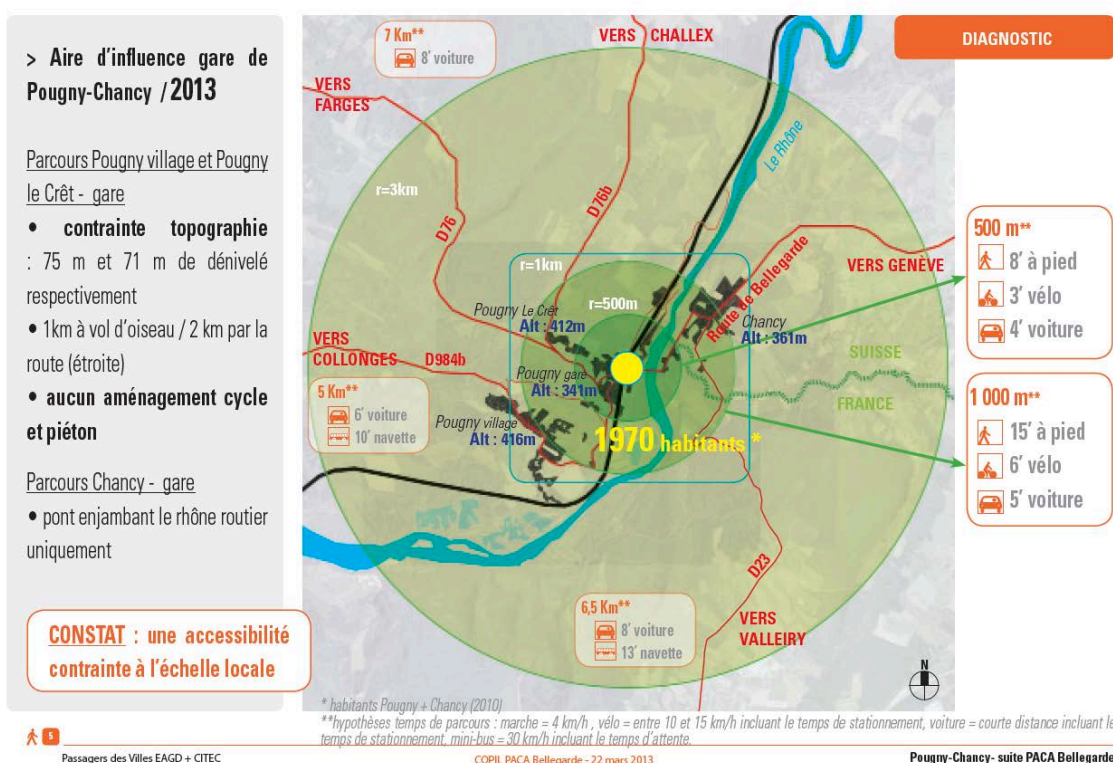 > Aire d'influence gare de
Pougny-Chancy / 2013
Parcours Pougny village et Pougny
le Crêt - gare
• contrainte topographie
: 75 m et 71 m de dénivelé
respectivement
• 1km à vol d'oiseau / 2 km par la
route (étroite)
• aucun aménagement cycle
et piéton
Parcours Chancy - gare
• pont enjambant le rhône routier
uniquement
CONSTAT : une accessibilité
contrainte à l'échelle locale
DIAGNOSTIC
7 Km**
8' voiture
VERS CHALLEX
VERS
FARGES
Le Rhône
r=3km
D76
D76b
r=1km
r=500m
Route de Bellegarde
VERS GENÈVE
Pougny Le Crêt
Alt : 412m
Chancy
Alt : 361m
VERS
COLLONGES
D984b
Pougny gare
Alt : 341m
SUISSE
FRANCE
5 Km**
6' voiture
10' navette
Pougny village
Alt : 416m
1970 habitants *
D23
VERS
VALLEIRY
6,5 Km**
8' voiture
13' navette
500 m**
8' à pied
3' vélo
4' voiture
1 000 m**
15' à pied
6' vélo
5' voiture
N
* habitants Pougny + Chancy (2010)
**hypothèses temps de parcours : marche = 4 km/h , vélo = entre 10 et 15 km/h incluant le temps de stationnement, voiture = courte distance incluant le
temps de stationnement, mini-bus = 30 km/h incluant le temps d'attente.
5
Passagers des Villes EAGD + CITEC
COPIL PACA Bellegarde - 22 mars 2013
Pougny-Chancy- suite PACA Bellegarde